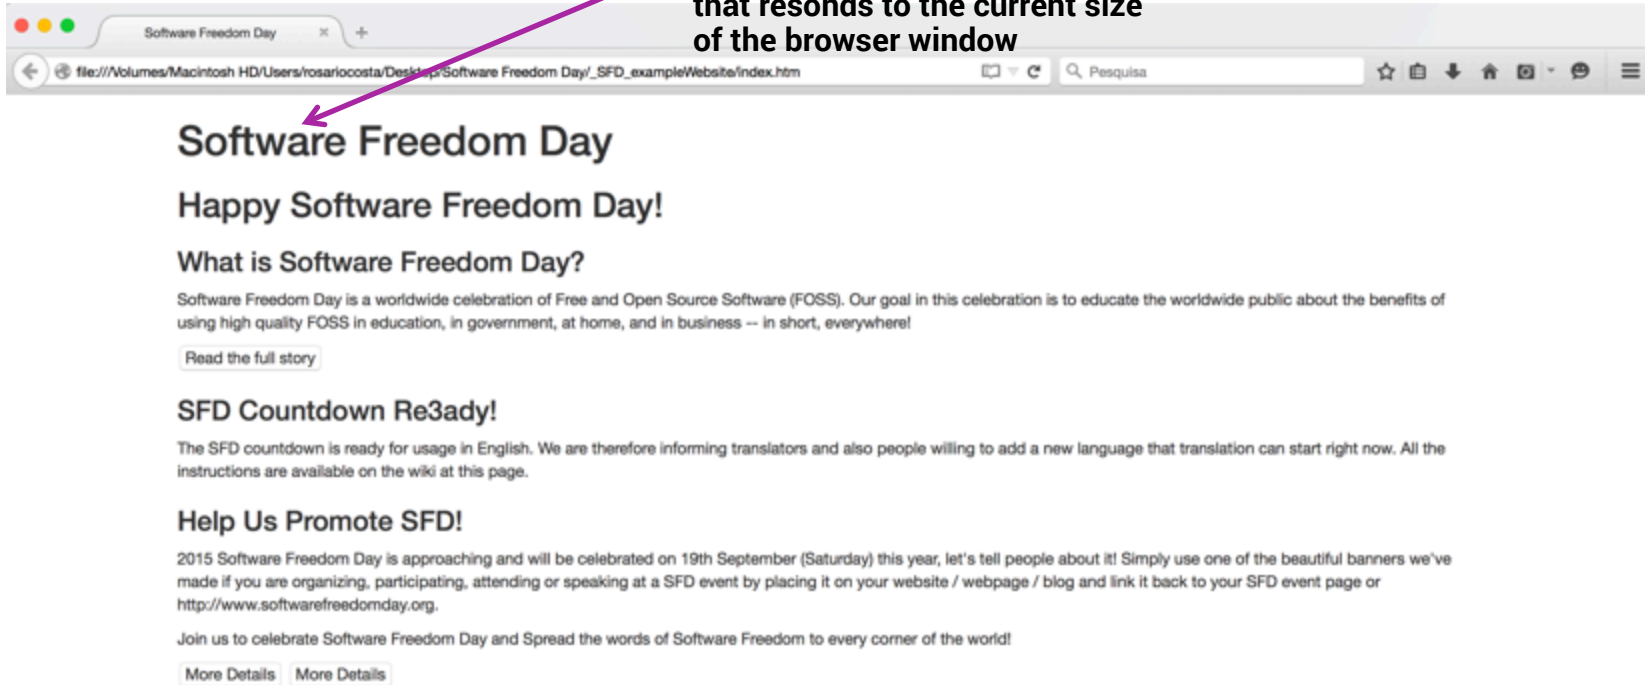 that resonds to the current size
of the browser window
Software Freedom Day
file:///Volumes/Macintosh HD/Users/rosariocosta/Desktop/Software Freedom Day/_SFD_exampleWebsite/index.htm
Pesquisa
Software Freedom Day
Happy Software Freedom Day!
What is Software Freedom Day?
Software Freedom Day is a worldwide celebration of Free and Open Source Software (FOSS). Our goal in this celebration is to educate the worldwide public about the benefits of
using high quality FOSS in education, in government, at home, and in business -- in short, everywhere!
Read the full story
SFD Countdown Re3ady!
The SFD countdown is ready for usage in English. We are therefore informing translators and also people willing to add a new language that translation can start right now. All the
instructions are available on the wiki at this page.
Help Us Promote SFD!
2015 Software Freedom Day is approaching and will be celebrated on 19th September (Saturday) this year, let's tell people about it! Simply use one of the beautiful banners we've
made if you are organizing, participating, attending or speaking at a SFD event by placing it on your website / webpage / blog and link it back to your SFD event page or
http://www.softwarefreedomday.org.
Join us to celebrate Software Freedom Day and Spread the words of Software Freedom to every corner of the world!
More Details More Details